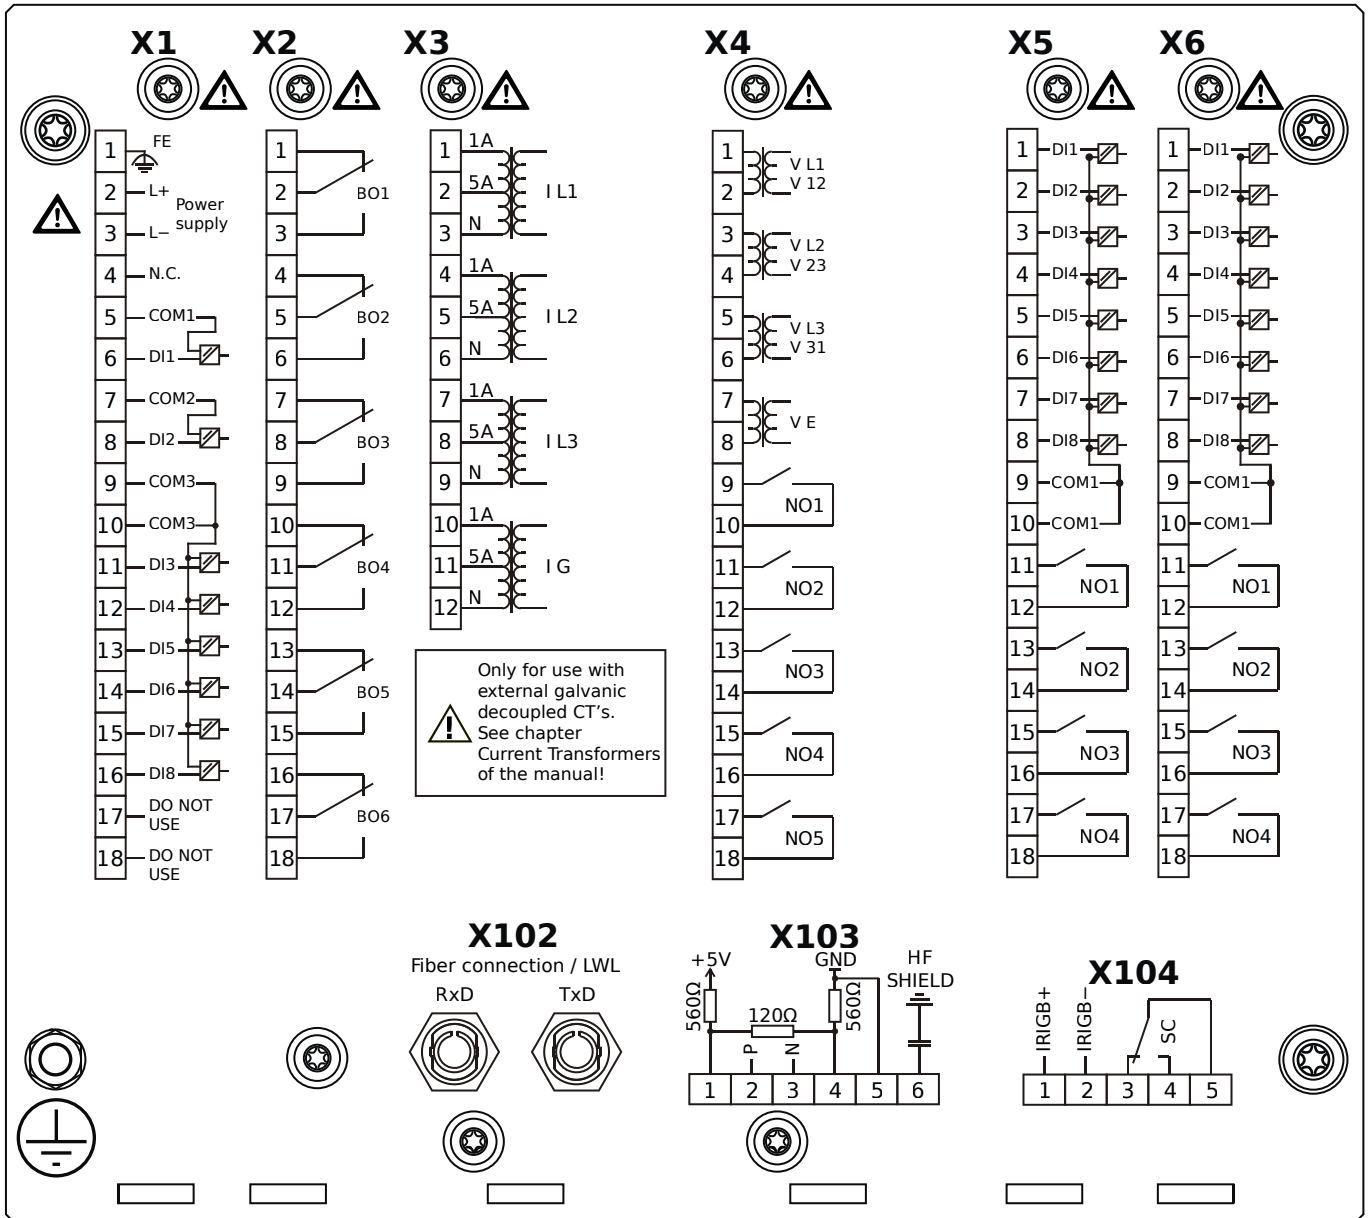 X1 X2 X3 X4 X5 X6
1 FE
2 L+
Power
supply
3 L−
4 N.C.
5 COM1
6 DI1
7 COM2
8 DI2
9 COM3
10 COM3
11 DI3
12 DI4
13 DI5
14 DI6
15 DI7
16 DI8
17 DO NOT
USE
18 DO NOT
USE
1
2 BO1
3
4
5 BO2
6
7
8 BO3
9
10
11 BO4
12
13
14 BO5
15
16
17 BO6
18
1 1A
2 5A I L1
3 N
4 1A
5 5A I L2
6 N
7 1A
8 5A I L3
9 N
10 1A
11 5A I G
12 N
Only for use with
external galvanic
decoupled CT's.
See chapter
Current Transformers
of the manual!
1 V L1
2 V 12
3 V L2
4 V 23
5 V L3
6 V 31
7 V E
8
9 NO1
10
11 NO2
12
13 NO3
14
15 NO4
16
17 NO5
18
1 DI1
2 DI2
3 DI3
4 DI4
5 DI5
6 DI6
7 DI7
8 DI8
9 COM1
10 COM1
11 NO1
12
13 NO2
14
15 NO3
16
17 NO4
18
1 DI1
2 DI2
3 DI3
4 DI4
5 DI5
6 DI6
7 DI7
8 DI8
9 COM1
10 COM1
11 NO1
12
13 NO2
14
15 NO3
16
17 NO4
18
X102
Fiber connection / LWL
RxD TxD
X103
+5V GND HF
SHIELD
560Ω 120Ω 560Ω
P N
1 2 3 4 5 6
X104
IRIGB+ IRIGB− SC
1 2 3 4 5